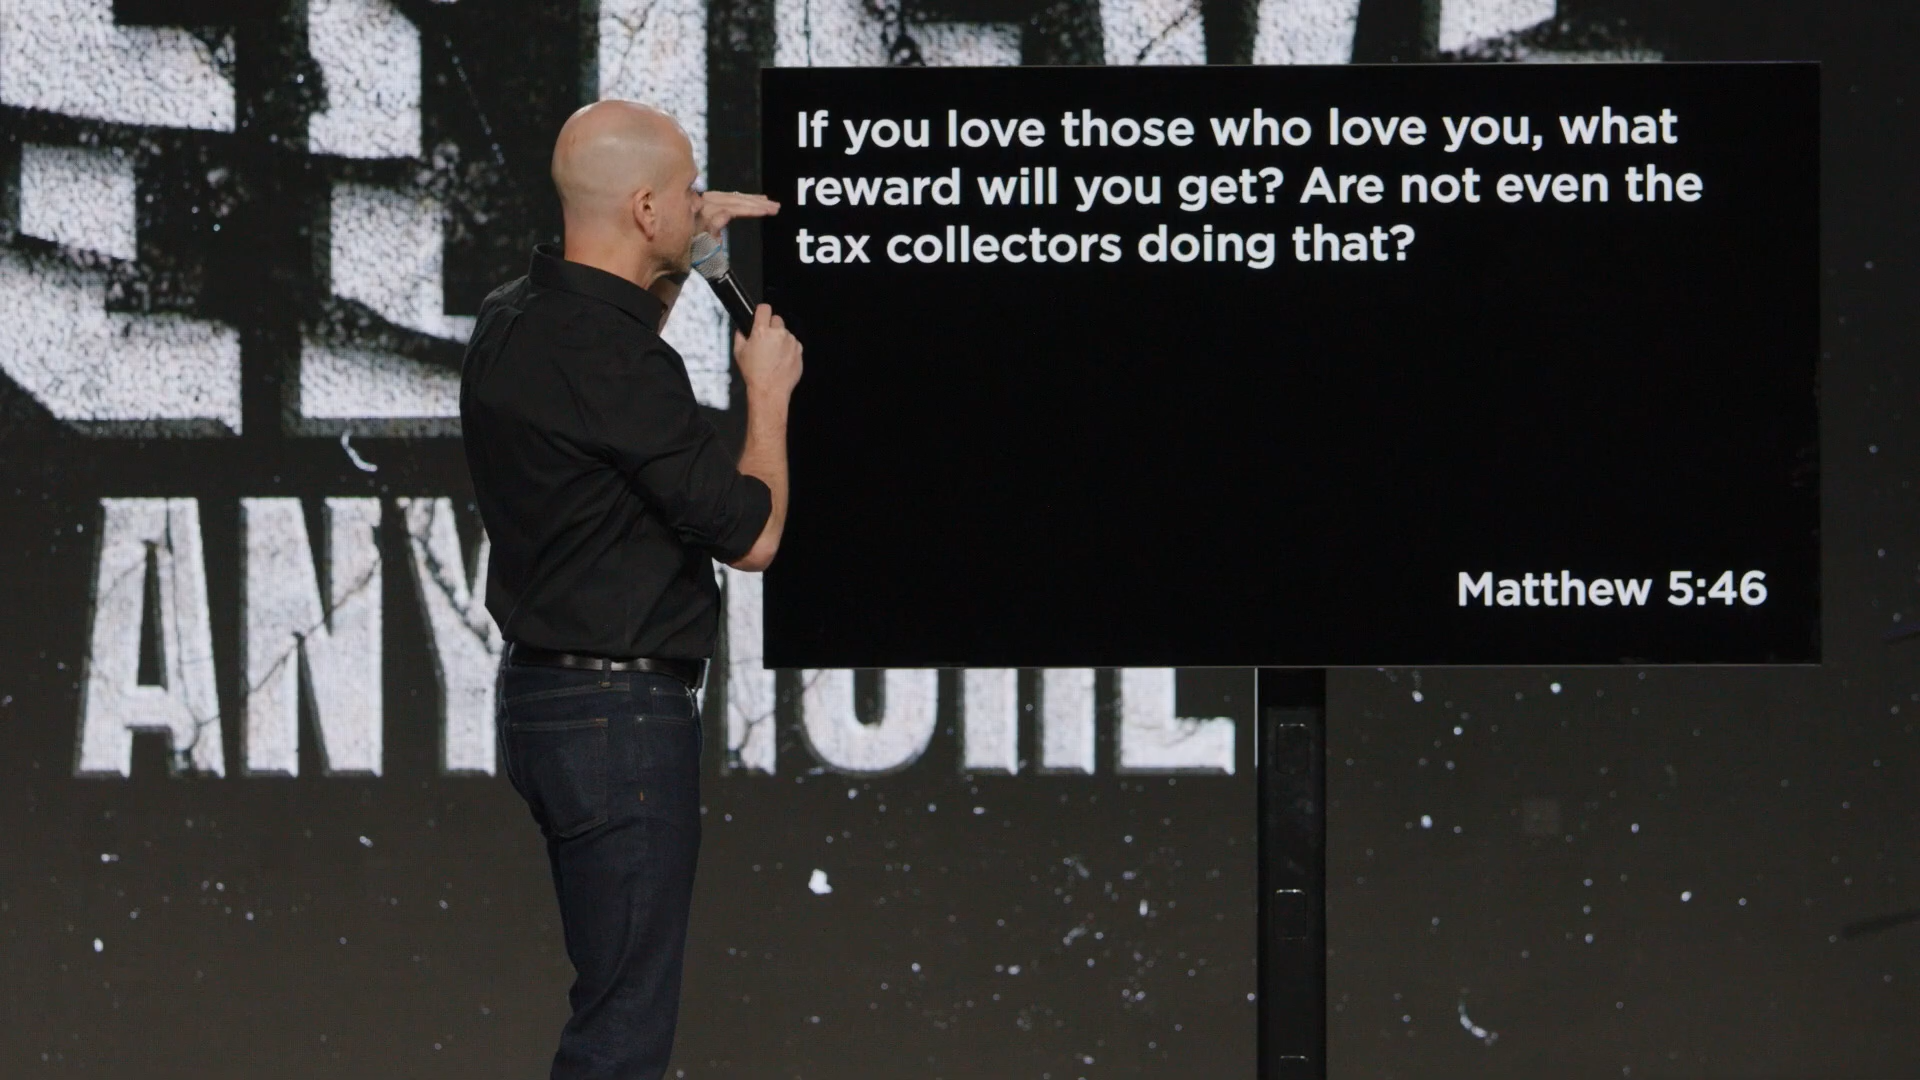 If you love those who love you, what
reward will you get? Are not even the
tax collectors doing that?
Matthew 5:46